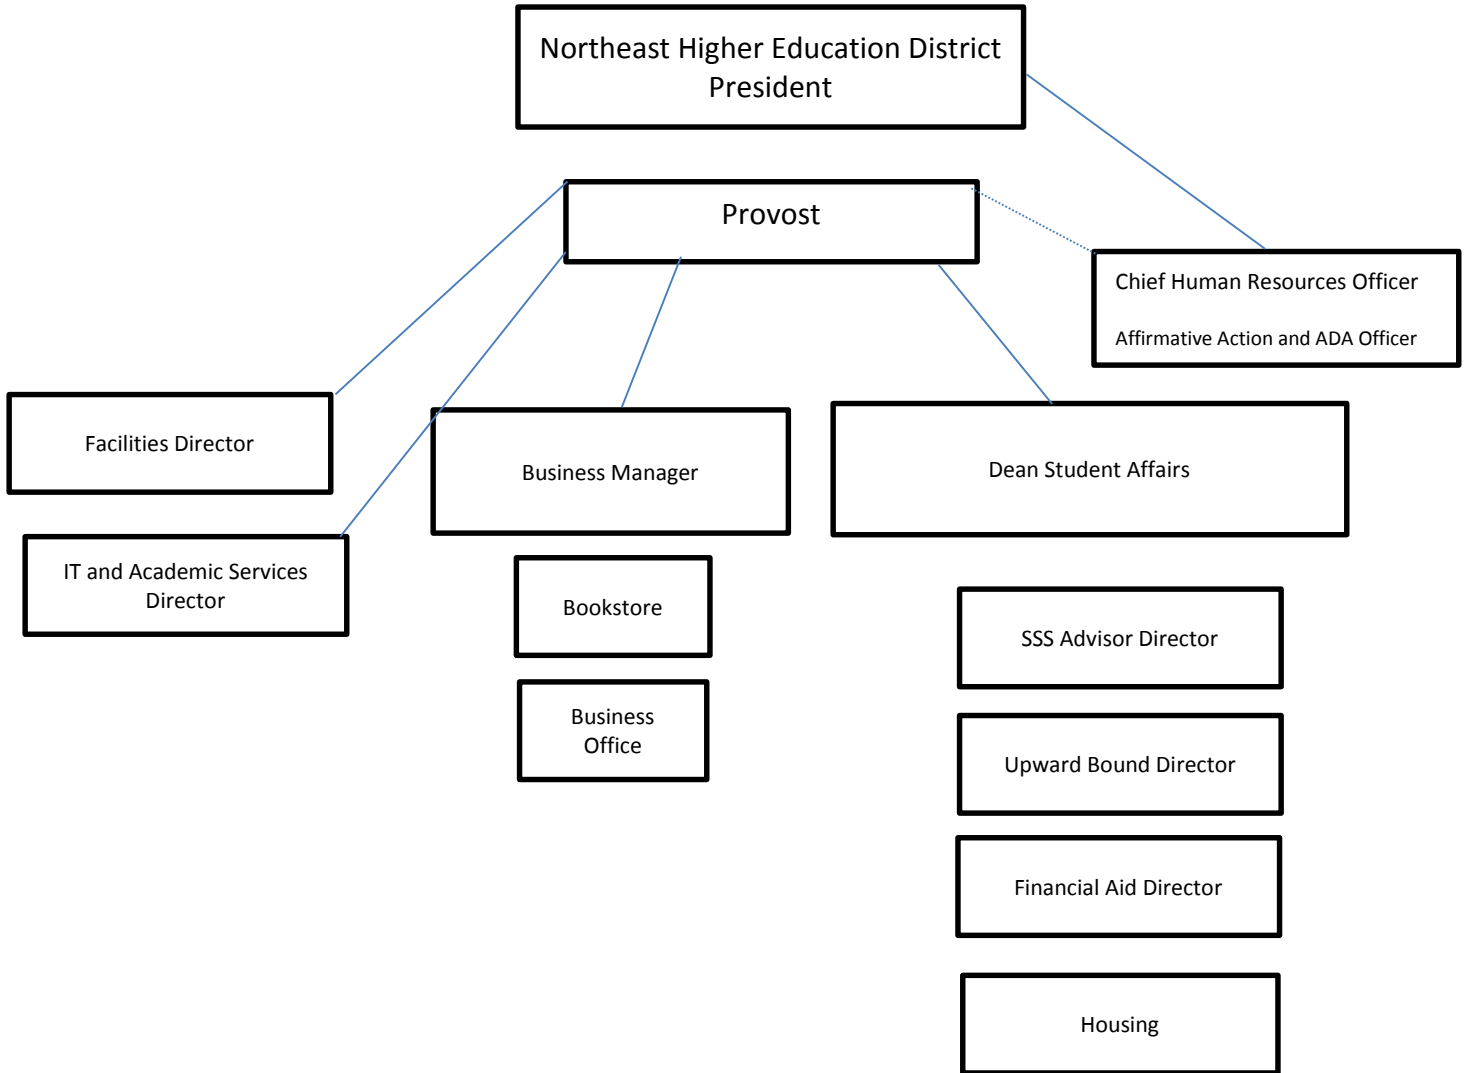 Northeast Higher Education District
President
Provost
Chief Human Resources Officer
Affirmative Action and ADA Officer
Facilities Director
Business Manager
Dean Student Affairs
IT and Academic Services
Director
Bookstore
SSS Advisor Director
Business
Office
Upward Bound Director
Financial Aid Director
Housing